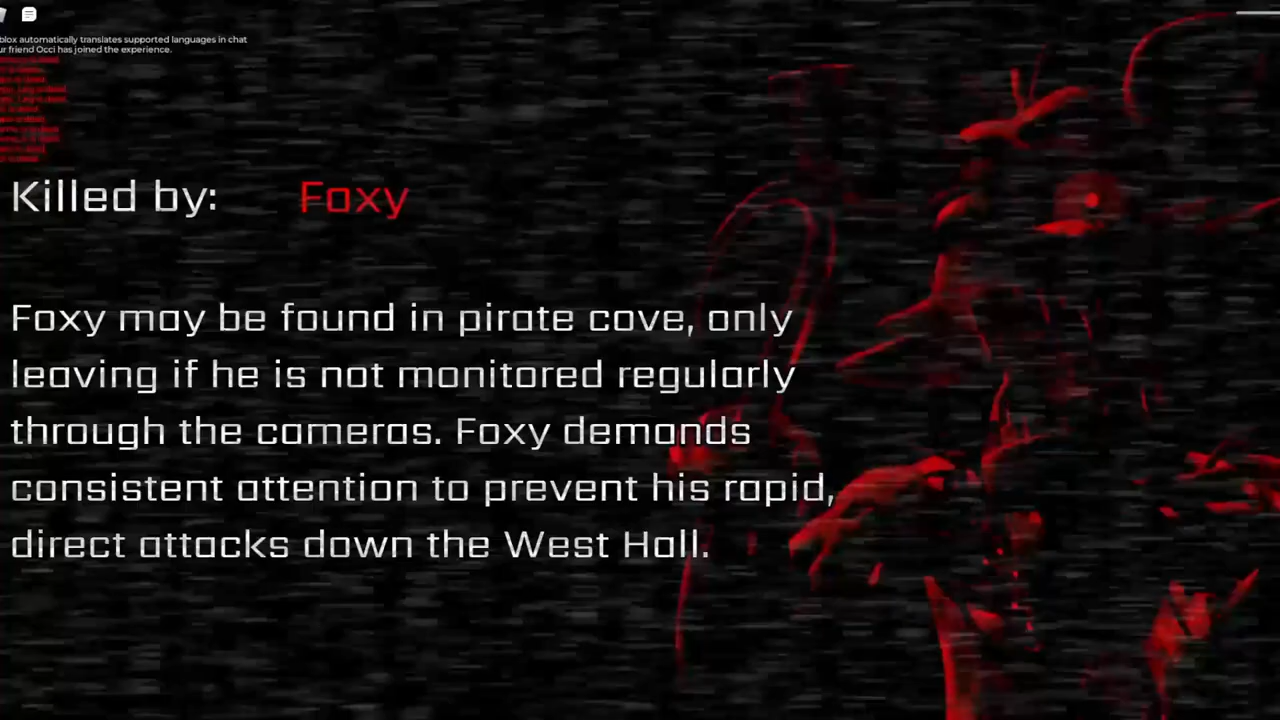 blox automatically translates supported languages in chat
ur friend Occi has joined the experience.
Killed by: Foxy
Foxy may be found in pirate cove, only
leaving if he is not monitored regularly
through the cameras. Foxy demands
consistent attention to prevent his rapid,
direct attacks down the West Hall.